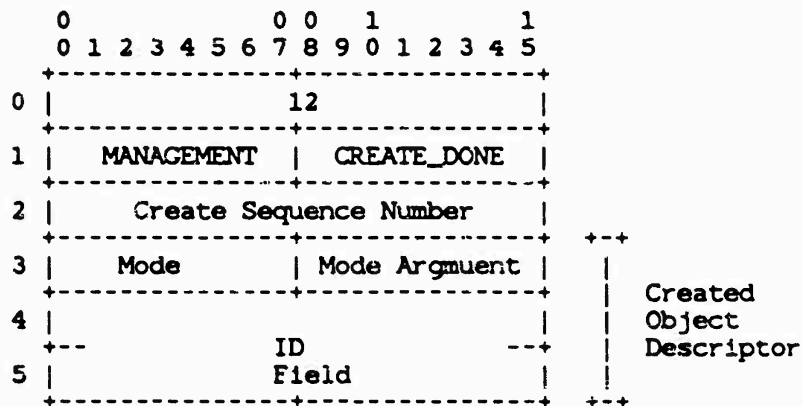 0 0 0 1 1
0 1 2 3 4 5 6 7 8 9 0 1 2 3 4 5
0 | 12 |
1 | MANAGEMENT | CREATE_DONE |
2 | Create Sequence Number |
3 | Mode | Mode Argmuent |
Created
4 | Object
ID Descriptor
5 | Field |